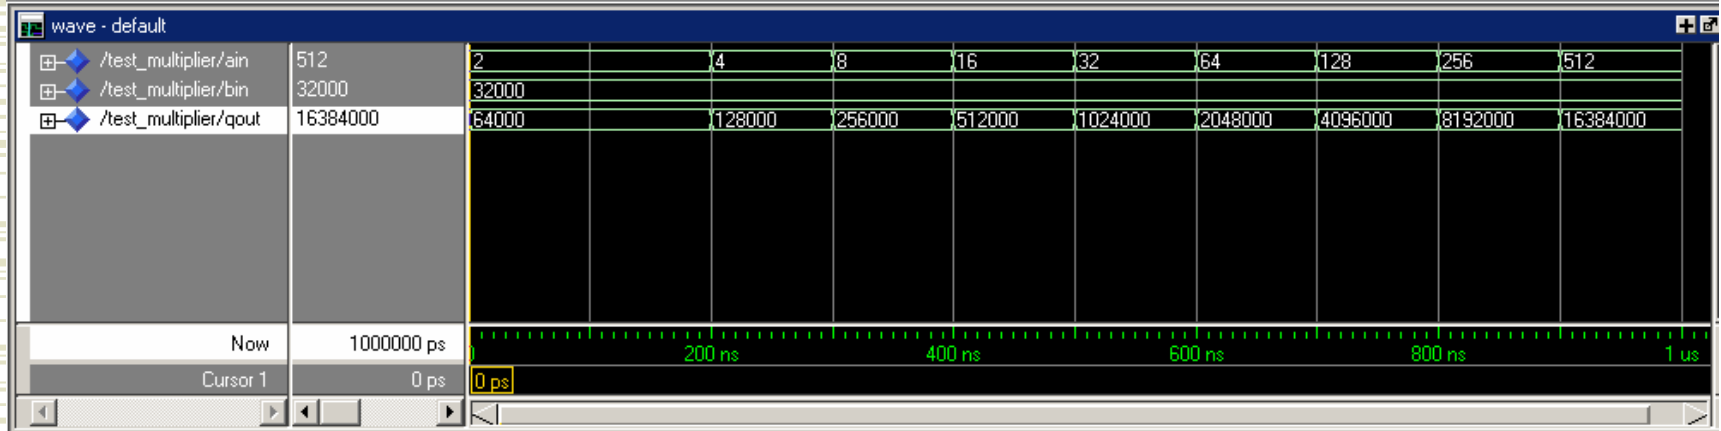 wave - default
/test_multiplier/ain 512 2 4 8 16 32 64 128 256 512
/test_multiplier/bin 32000 32000
/test_multiplier/qout 16384000 64000 128000 256000 512000 1024000 2048000 4096000 8192000 16384000
Now 1000000 ps 200 ns 400 ns 600 ns 800 ns 1 us
Cursor 1 0 ps 0 ps